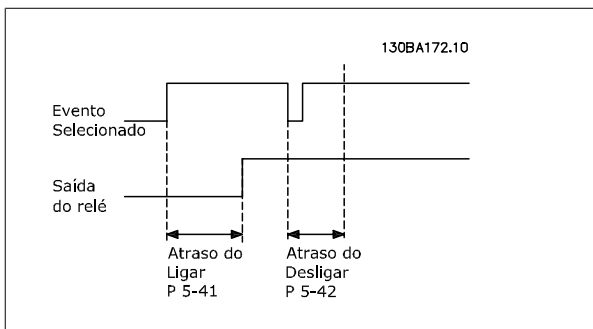 130BA172.10
Evento
Selecionado
Saída
do relé
Atraso do
Ligar
P 5-41
Atraso do
Desligar
P 5-42